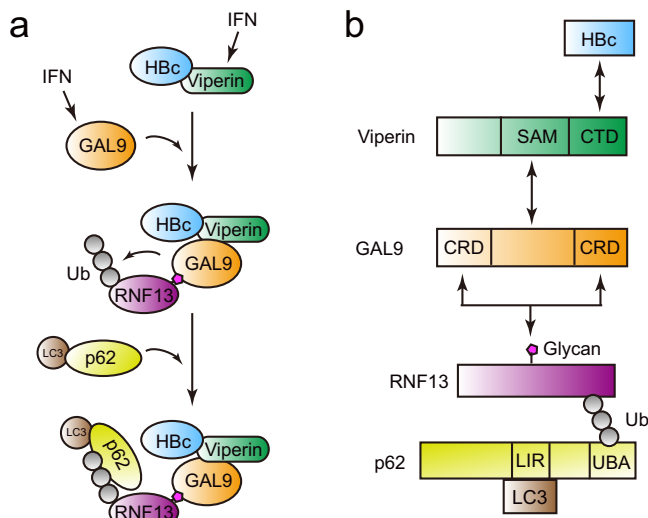 a
IFN
HBc
Viperin
IFN
GAL9
HBc
Viperin
GAL9
Ub
RNF13
LC3
p62
LC3
p62
HBc
Viperin
GAL9
RNF13
b
HBc
Viperin
SAM
CTD
GAL9
CRD
CRD
Glycan
RNF13
Ub
p62
LIR
UBA
LC3